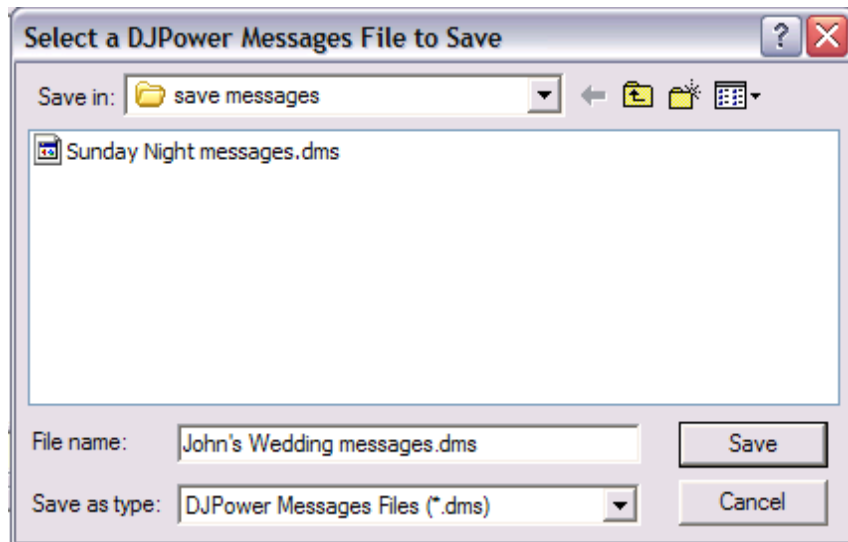 Select a DJPower Messages File to Save
Save in: save messages
Sunday Night messages.dms
File name: John's Wedding messages.dms Save
Save as type: DJPower Messages Files (*.dms) Cancel